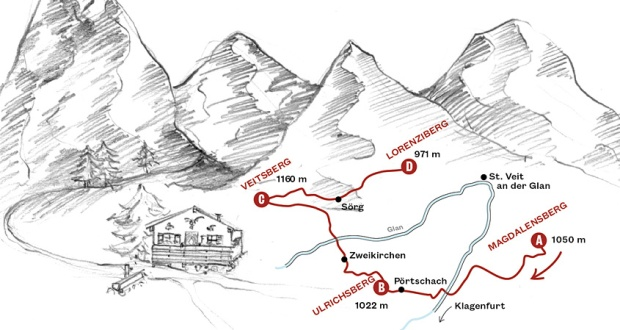 LORENZIBERG
D
971 m
VEITSBERG
1160 m
C
Sörg
St. Veit
an der Glan
Glan
MAGDALENSBERG
A
1050 m
Zweikirchen
ULRICHSBERG
B
1022 m
Pörtschach
Klagenfurt